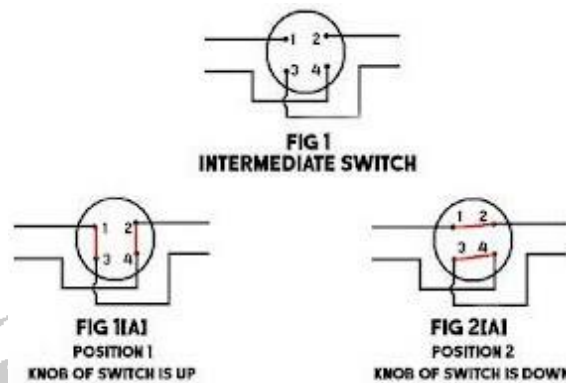 1 2
3 4
FIG 1
INTERMEDIATE SWITCH
1 2
3 4
FIG 1[A]
POSITION 1
KNOB OF SWITCH IS UP
1 2
3 4
FIG 2[A]
POSITION 2
KNOB OF SWITCH IS DOWN